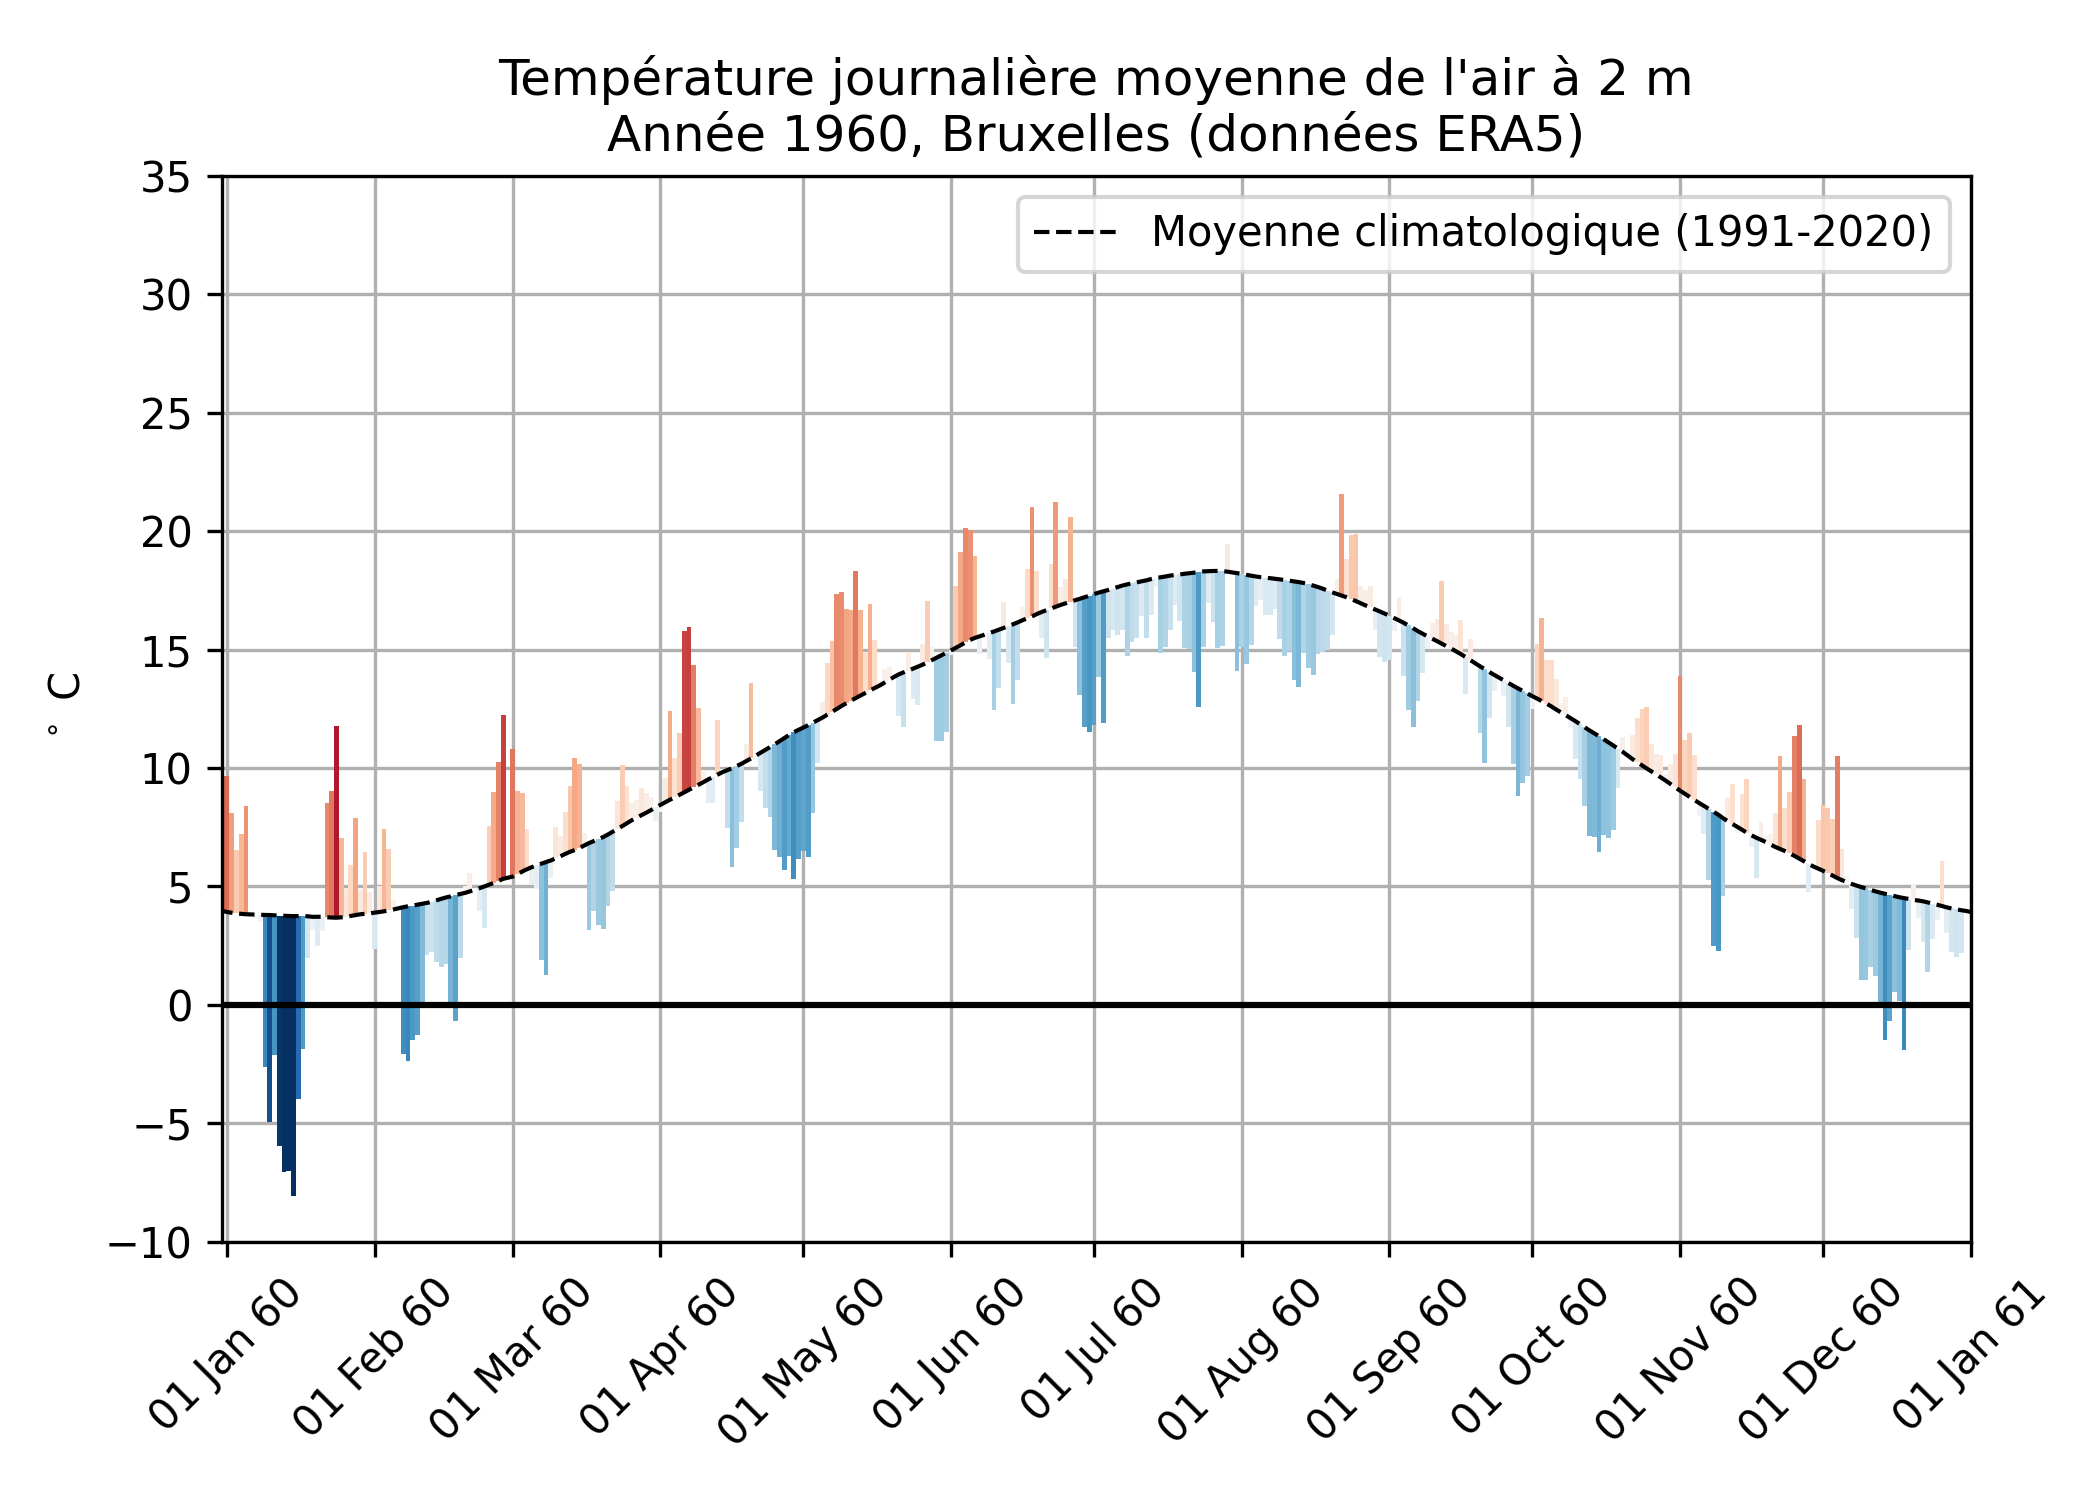 Température journalière moyenne de l'air à 2 m
Année 1960, Bruxelles (données ERA5)
Moyenne climatologique (1991-2020)
35
30
25
20
15
10
5
0
−5
−10
° C
01 Jan 60
01 Feb 60
01 Mar 60
01 Apr 60
01 May 60
01 Jun 60
01 Jul 60
01 Aug 60
01 Sep 60
01 Oct 60
01 Nov 60
01 Dec 60
01 Jan 61